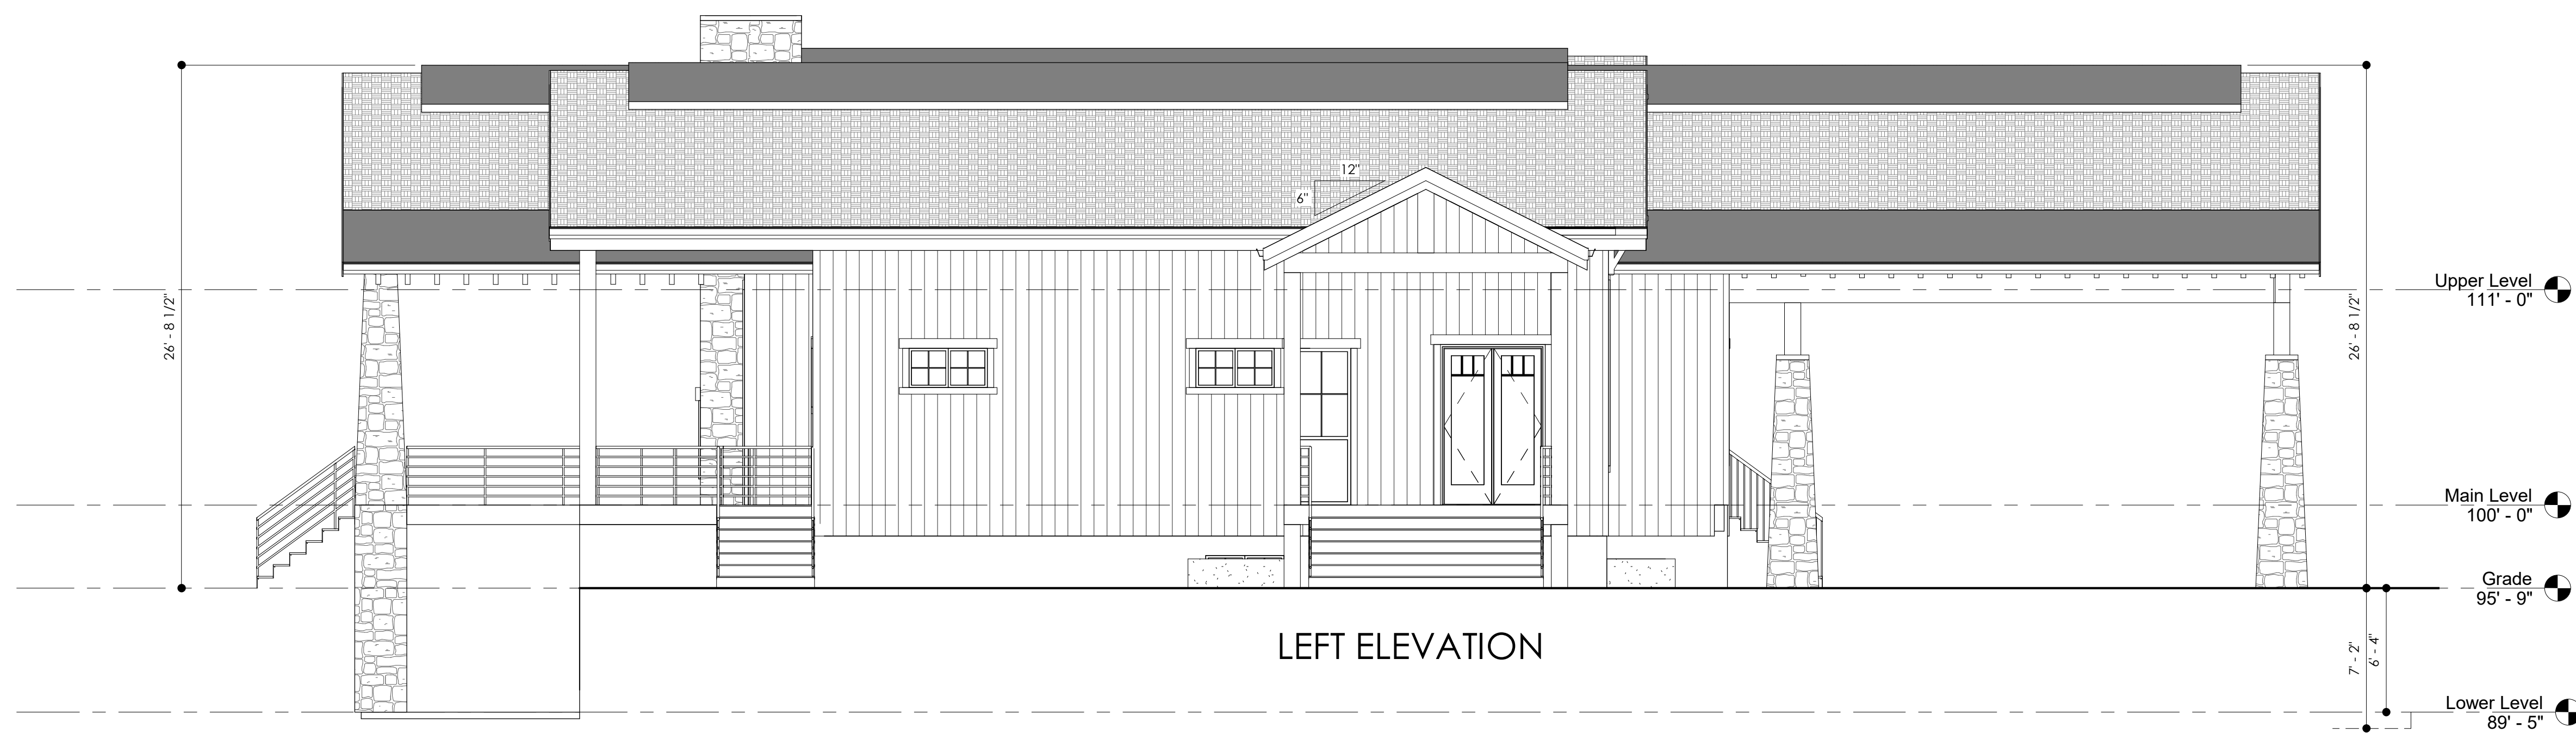 12"
6"
26' - 8 1/2"
26' - 8 1/2"
Upper Level
111' - 0"
Main Level
100' - 0"
Grade
95' - 9"
LEFT ELEVATION
7' - 2"
6' - 4"
Lower Level
89' - 5"